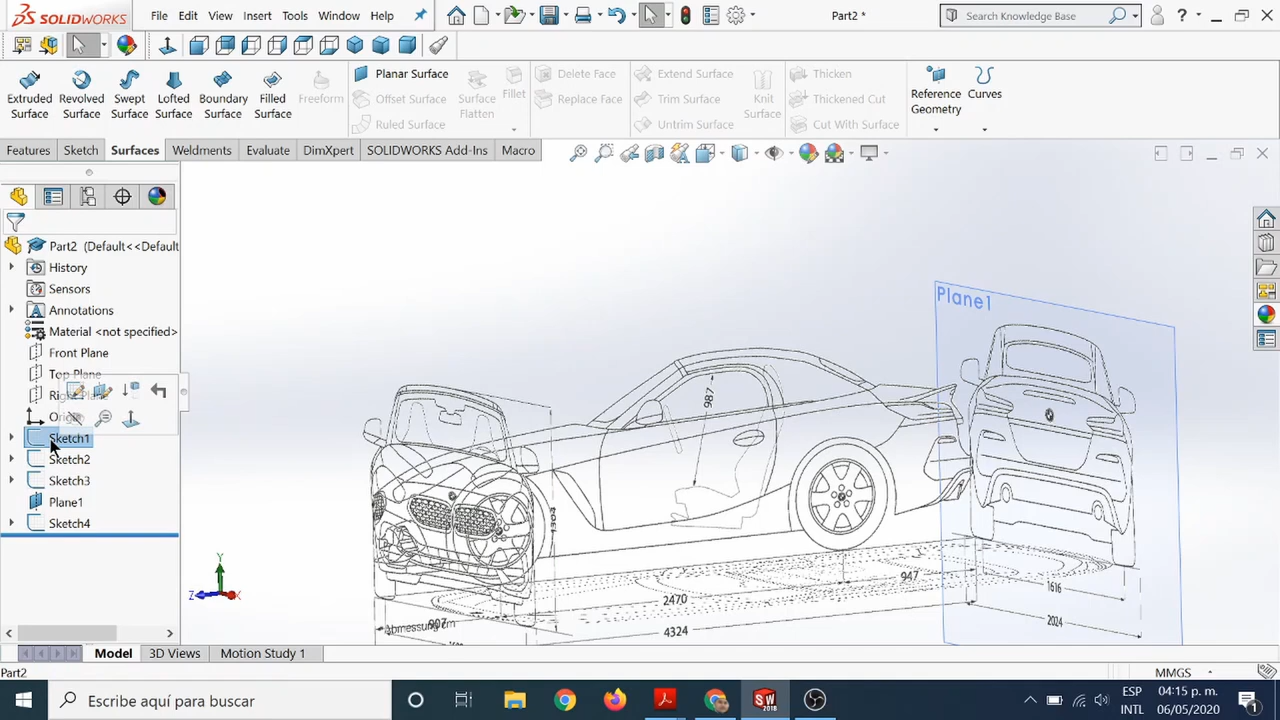 SOLIDWORKS
File Edit View Insert Tools Window Help
Part2 *
Search Knowledge Base
?
Extruded Surface
Revolved Surface
Swept Surface
Lofted Surface
Boundary Surface
Filled Surface
Freeform
Planar Surface
Offset Surface
Ruled Surface
Surface Flatten
Fillet
Delete Face
Replace Face
Extend Surface
Trim Surface
Untrim Surface
Knit Surface
Thicken
Thickened Cut
Cut With Surface
Reference Geometry
Curves
Features Sketch Surfaces Weldments Evaluate DimXpert SOLIDWORKS Add-Ins Macro
Part2 (Default<<Default
History
Sensors
Annotations
Material <not specified>
Front Plane
Top Plane
Sketch1
Sketch2
Sketch3
Plane1
Sketch4
Plane1
987
2470
947
4324
907
1616
2024
Y
Z
X
Model 3D Views Motion Study 1
Part2
MMGS
Escribe aquí para buscar
SW
2018
ESP
INTL
04:15 p. m.
06/05/2020
1